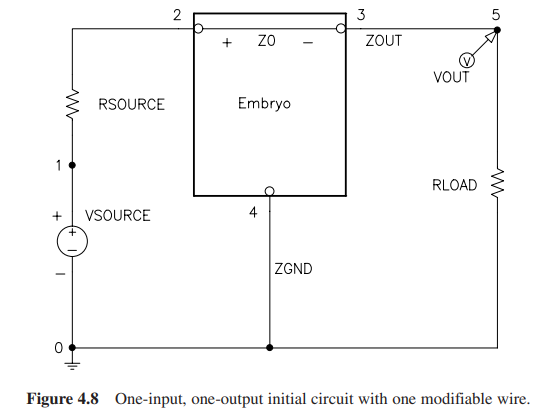 2
3
5
+ Z0 −
ZOUT
V
VOUT
RSOURCE
Embryo
1
RLOAD
+
VSOURCE
4
+
−
−
ZGND
0
Figure 4.8 One-input, one-output initial circuit with one modifiable wire.